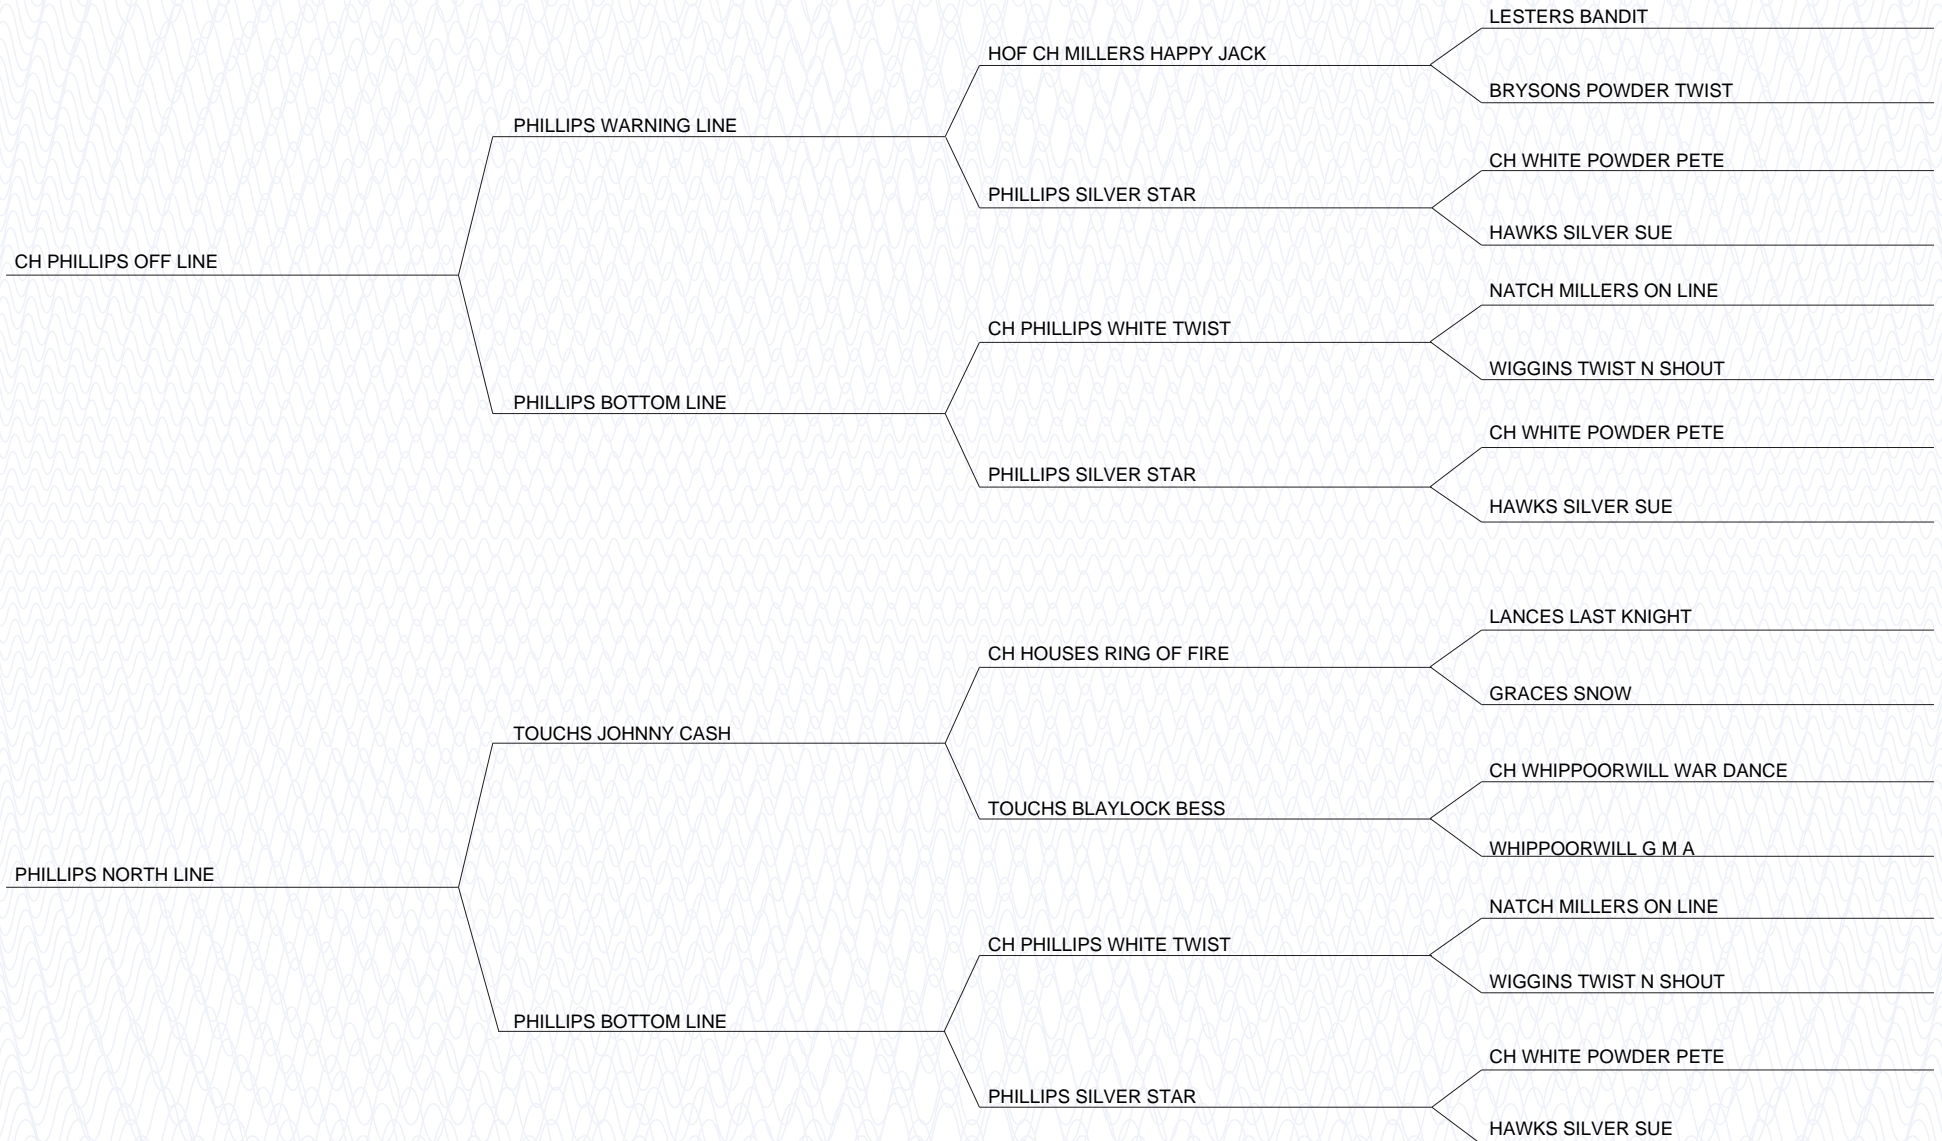 LESTERS BANDIT
HOF CH MILLERS HAPPY JACK
BRYSONS POWDER TWIST
PHILLIPS WARNING LINE
CH WHITE POWDER PETE
PHILLIPS SILVER STAR
HAWKS SILVER SUE
CH PHILLIPS OFF LINE
NATCH MILLERS ON LINE
CH PHILLIPS WHITE TWIST
WIGGINS TWIST N SHOUT
PHILLIPS BOTTOM LINE
CH WHITE POWDER PETE
PHILLIPS SILVER STAR
HAWKS SILVER SUE
LANCES LAST KNIGHT
CH HOUSES RING OF FIRE
GRACES SNOW
TOUCHS JOHNNY CASH
CH WHIPPOORWILL WAR DANCE
TOUCHS BLAYLOCK BESS
WHIPPOORWILL G M A
PHILLIPS NORTH LINE
NATCH MILLERS ON LINE
CH PHILLIPS WHITE TWIST
WIGGINS TWIST N SHOUT
PHILLIPS BOTTOM LINE
CH WHITE POWDER PETE
PHILLIPS SILVER STAR
HAWKS SILVER SUE